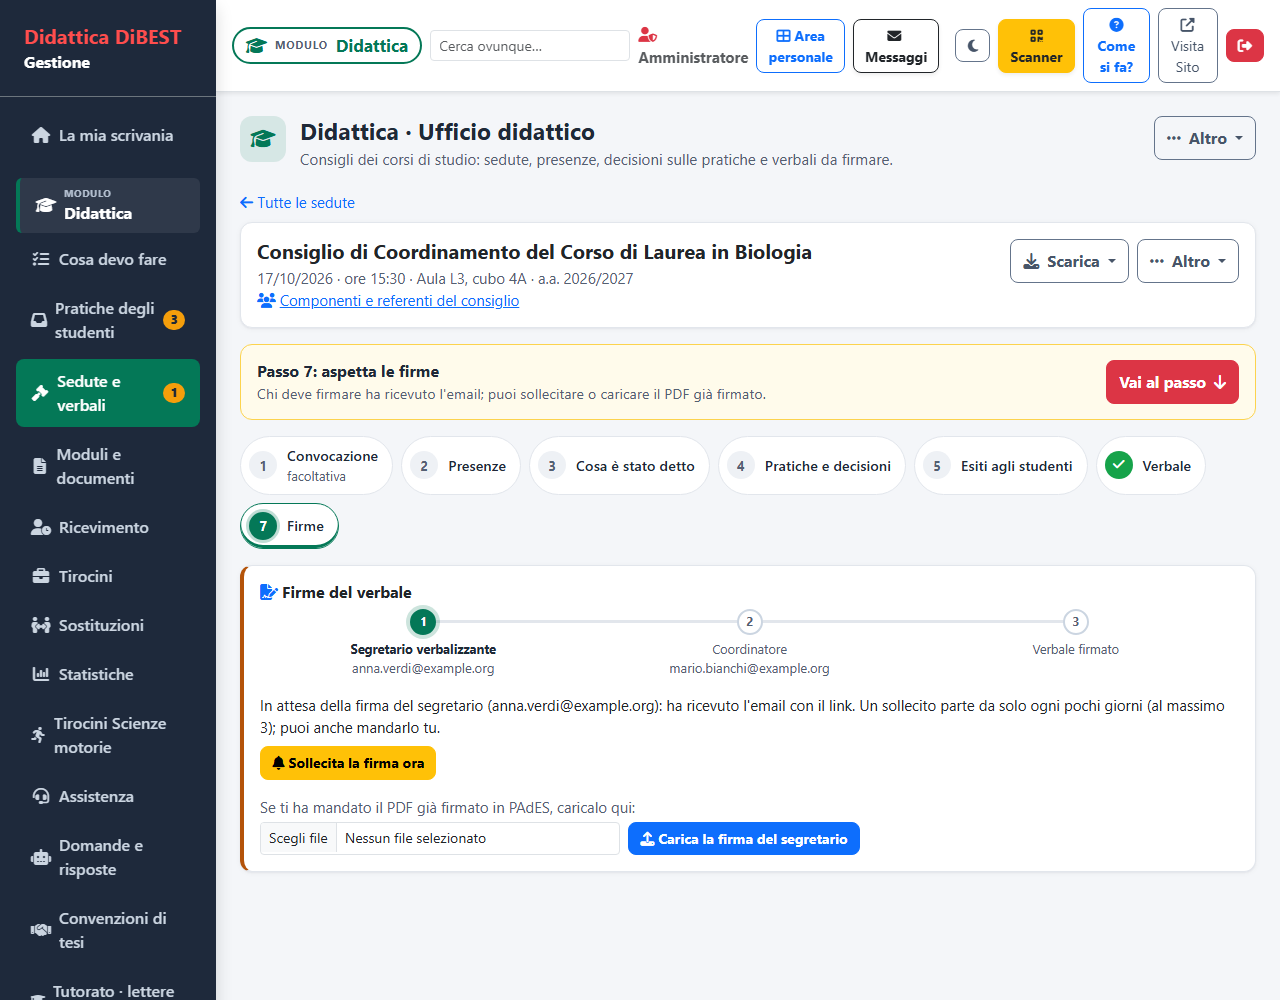 Didattica DiBEST
Gestione
La mia scrivania
MODULO
Didattica
Cosa devo fare
Pratiche degli
studenti
3
Sedute e
verbali
1
Moduli e
documenti
Ricevimento
Tirocini
Sostituzioni
Statistiche
Tirocini Scienze
motorie
Assistenza
Domande e
risposte
Convenzioni di
tesi
Tutorato · lettere
MODULO Didattica
Cerca ovunque...
Amministratore
Area
personale
Messaggi
Scanner
Come
si fa?
Visita
Sito
Didattica · Ufficio didattico
Consigli dei corsi di studio: sedute, presenze, decisioni sulle pratiche e verbali da firmare.
Altro
Tutte le sedute
Consiglio di Coordinamento del Corso di Laurea in Biologia
17/10/2026 · ore 15:30 · Aula L3, cubo 4A · a.a. 2026/2027
Componenti e referenti del consiglio
Scarica
Altro
Passo 7: aspetta le firme
Chi deve firmare ha ricevuto l'email; puoi sollecitare o caricare il PDF già firmato.
Vai al passo
1 Convocazione
facoltativa
2 Presenze
3 Cosa è stato detto
4 Pratiche e decisioni
5 Esiti agli studenti
Verbale
7 Firme
Firme del verbale
1
Segretario verbalizzante
anna.verdi@example.org
2
Coordinatore
mario.bianchi@example.org
3
Verbale firmato
In attesa della firma del segretario (anna.verdi@example.org): ha ricevuto l'email con il link. Un sollecito parte da solo ogni pochi giorni (al massimo
3); puoi anche mandarlo tu.
Sollecita la firma ora
Se ti ha mandato il PDF già firmato in PAdES, caricalo qui:
Scegli file Nessun file selezionato
Carica la firma del segretario